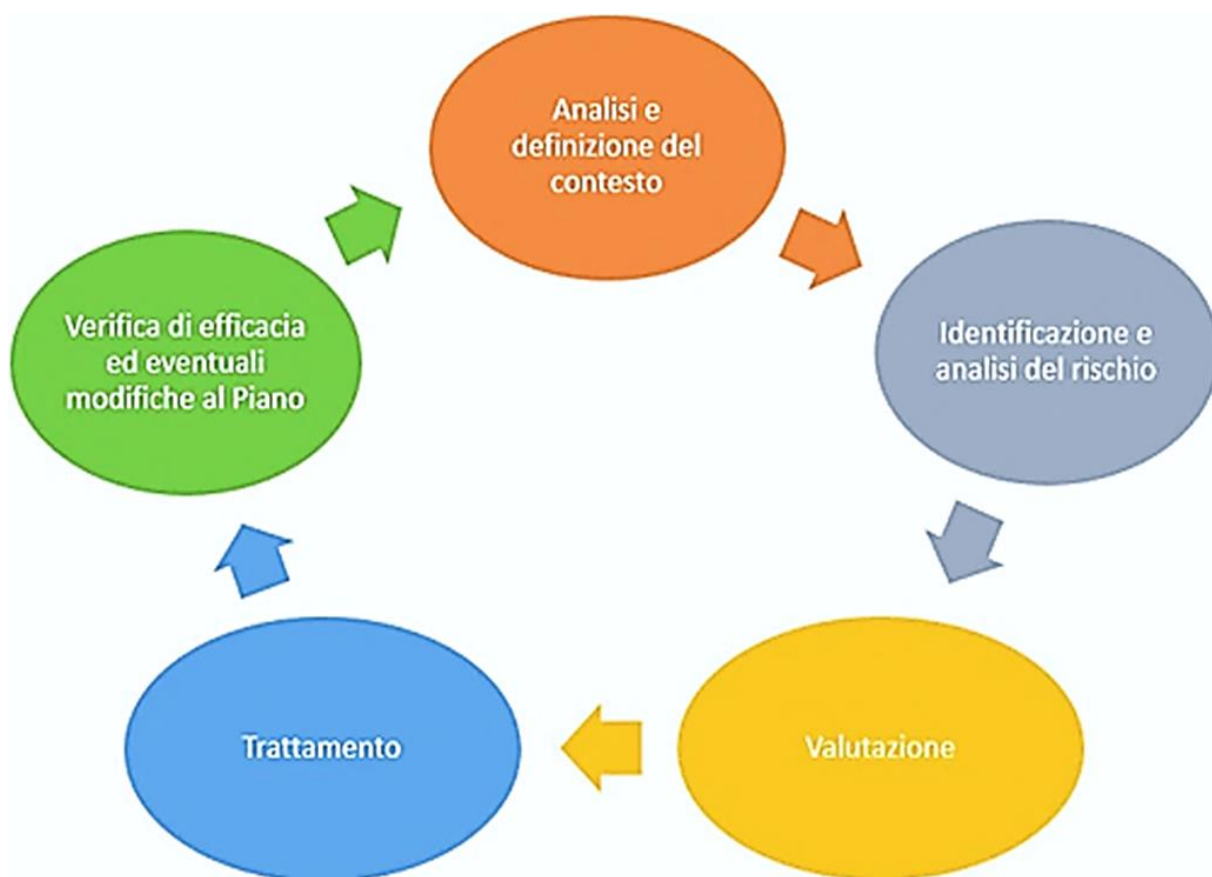 Analisi e
definizione del
contesto
Identificazione e
analisi del rischio
Valutazione
Trattamento
Verifica di efficacia
ed eventuali
modifiche al Piano